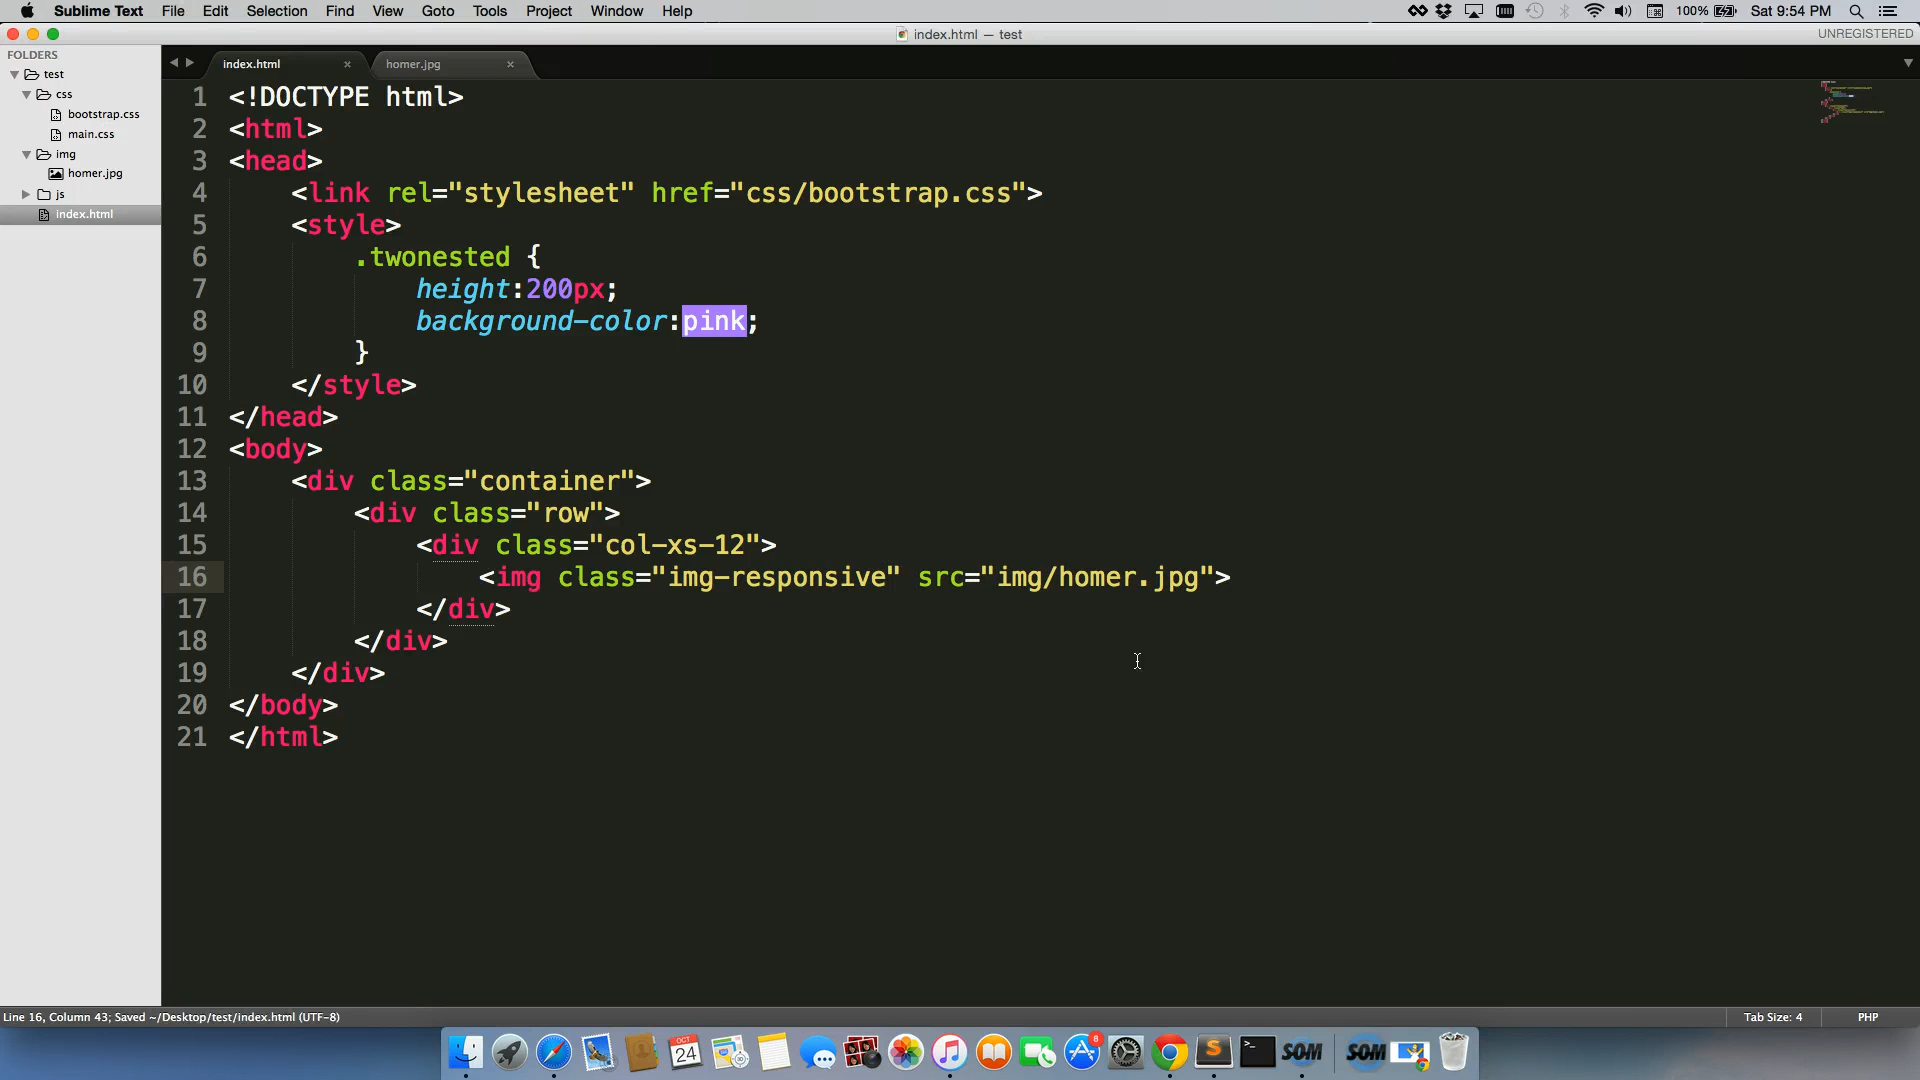 Sublime Text File Edit Selection Find View Goto Tools Project Window Help 100% Sat 9:54 PM
index.html — test UNREGISTERED
FOLDERS
test
css
bootstrap.css
main.css
img
homer.jpg
js
index.html
index.html × homer.jpg ×
1 <!DOCTYPE html>
2 <html>
3 <head>
4 <link rel="stylesheet" href="css/bootstrap.css">
5 <style>
6 .twonested {
7 height:200px;
8 background-color:pink;
9 }
10 </style>
11 </head>
12 <body>
13 <div class="container">
14 <div class="row">
15 <div class="col-xs-12">
16 <img class="img-responsive" src="img/homer.jpg">
17 </div>
18 </div>
19 </div>
20 </body>
21 </html>
Line 16, Column 43; Saved ~/Desktop/test/index.html (UTF-8) Tab Size: 4 PHP
OCT
24
8
S
>_
SOM
SOM